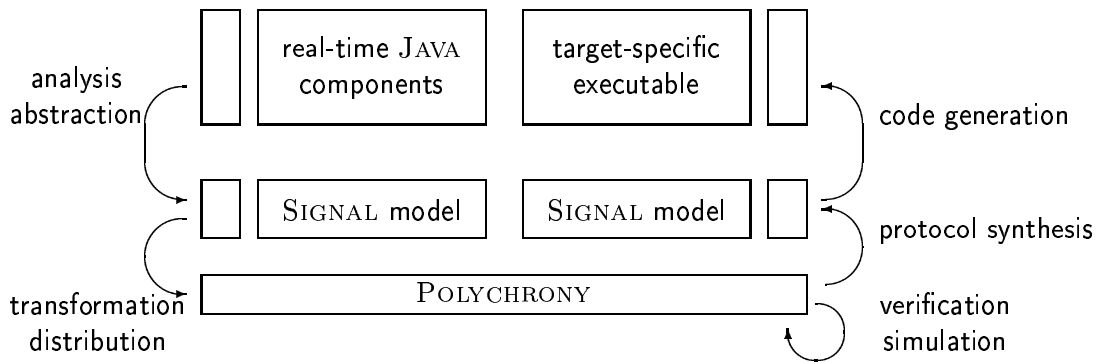 real-time JAVA
components
target-specific
executable
analysis
abstraction
code generation
SIGNAL model
SIGNAL model
protocol synthesis
POLYCHRONY
transformation
distribution
verification
simulation